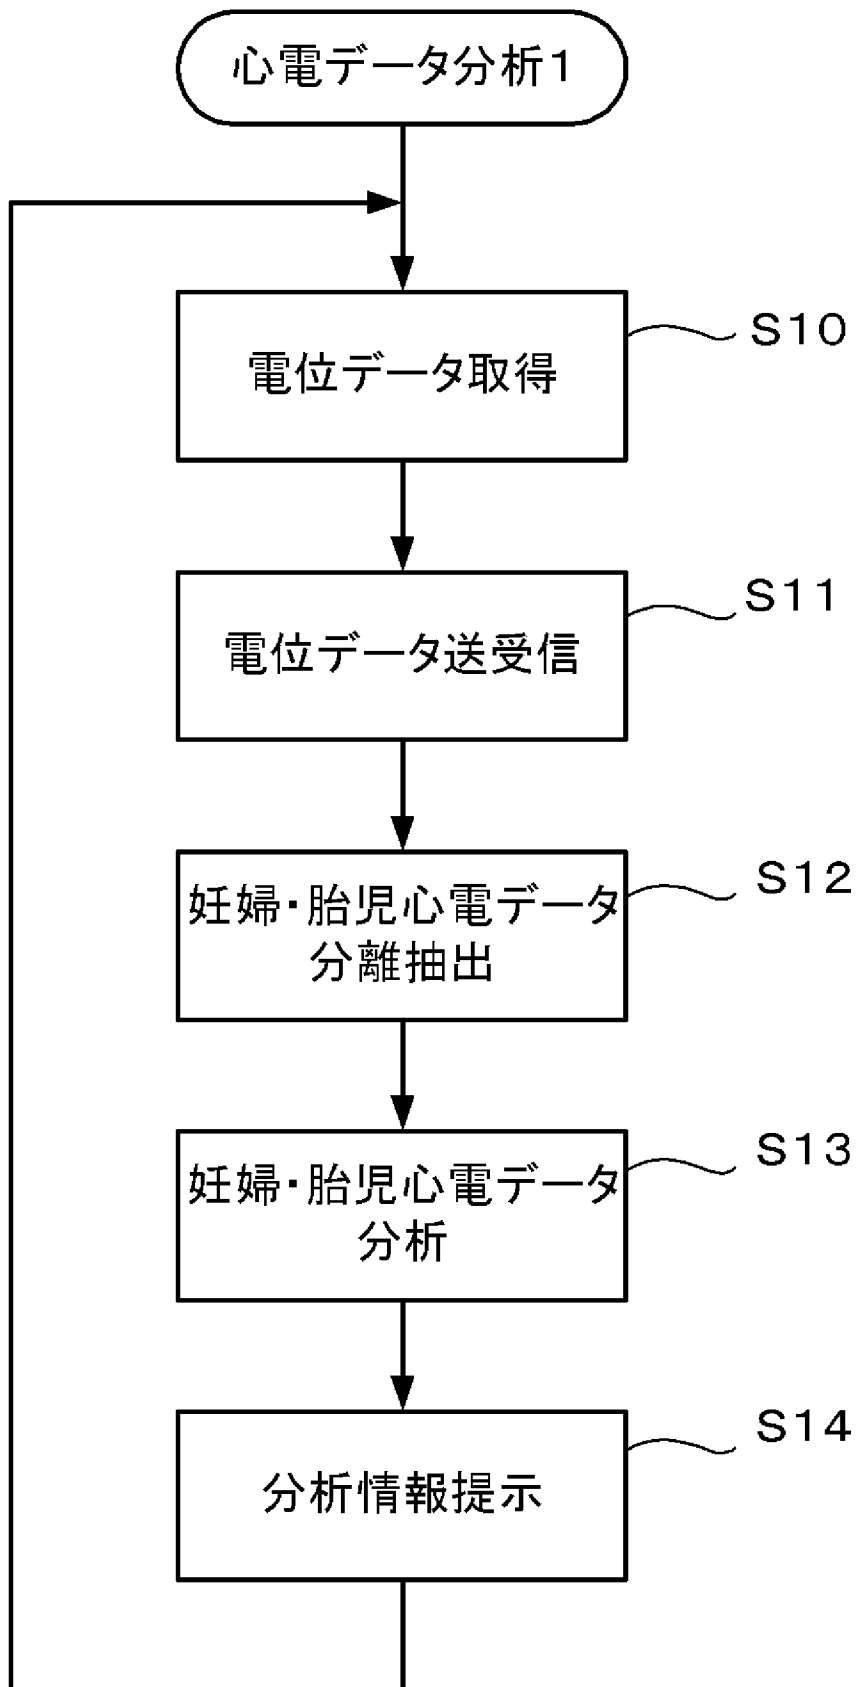 心電データ分析1
S10
電位データ取得
S11
電位データ送受信
S12
妊婦・胎児心電データ
分離抽出
S13
妊婦・胎児心電データ
分析
S14
分析情報提示